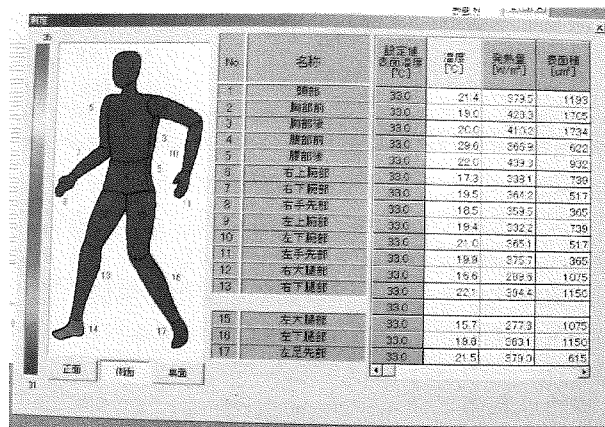 No 名称 設定値 表面温度 [℃] 温度 [℃] 発熱量 [W/m²] 表面積 [cm²]
1 頭部 33.0 21.4 379.5 1193
2 胸部前 33.0 19.0 1705
3 胸部後 33.0 20.0 410.2 1734
4 腹部前 33.0 29.6 622
5 腰部後 33.0 22.0 932
6 右上腕部 33.0 17.3 338.1 739
7 右下腕部 33.0 19.5 364.2 517
8 右手先部 33.0 18.5 359.5 365
9 左上腕部 33.0 19.4 332.2 739
10 左下腕部 33.0 21.0 365.1 517
11 左手先部 33.0 19.9 375.7 365
12 右大腿部 33.0 16.6 1075
13 右下腿部 33.0 22.1 394.4 1150
33.0
15 左大腿部 33.0 15.7 277.3 1075
16 左下腿部 33.0 19.8 383.1 1150
17 左足先部 33.0 21.5 379.0 615
5
3
10
13
16
14
17
正面 側面 裏面
31